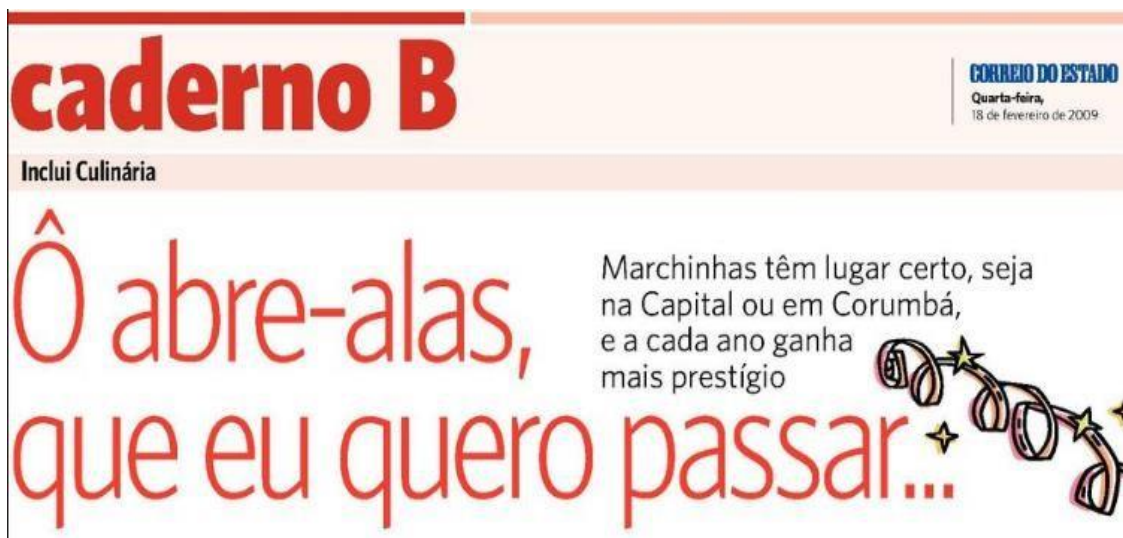 caderno B
CORREIO DO ESTADO
Quarta-feira,
18 de fevereiro de 2009
Inclui Culinária
Ô abre-alas,
que eu quero passar...
Marchinhas têm lugar certo, seja
na Capital ou em Corumbá,
e a cada ano ganha
mais prestígio